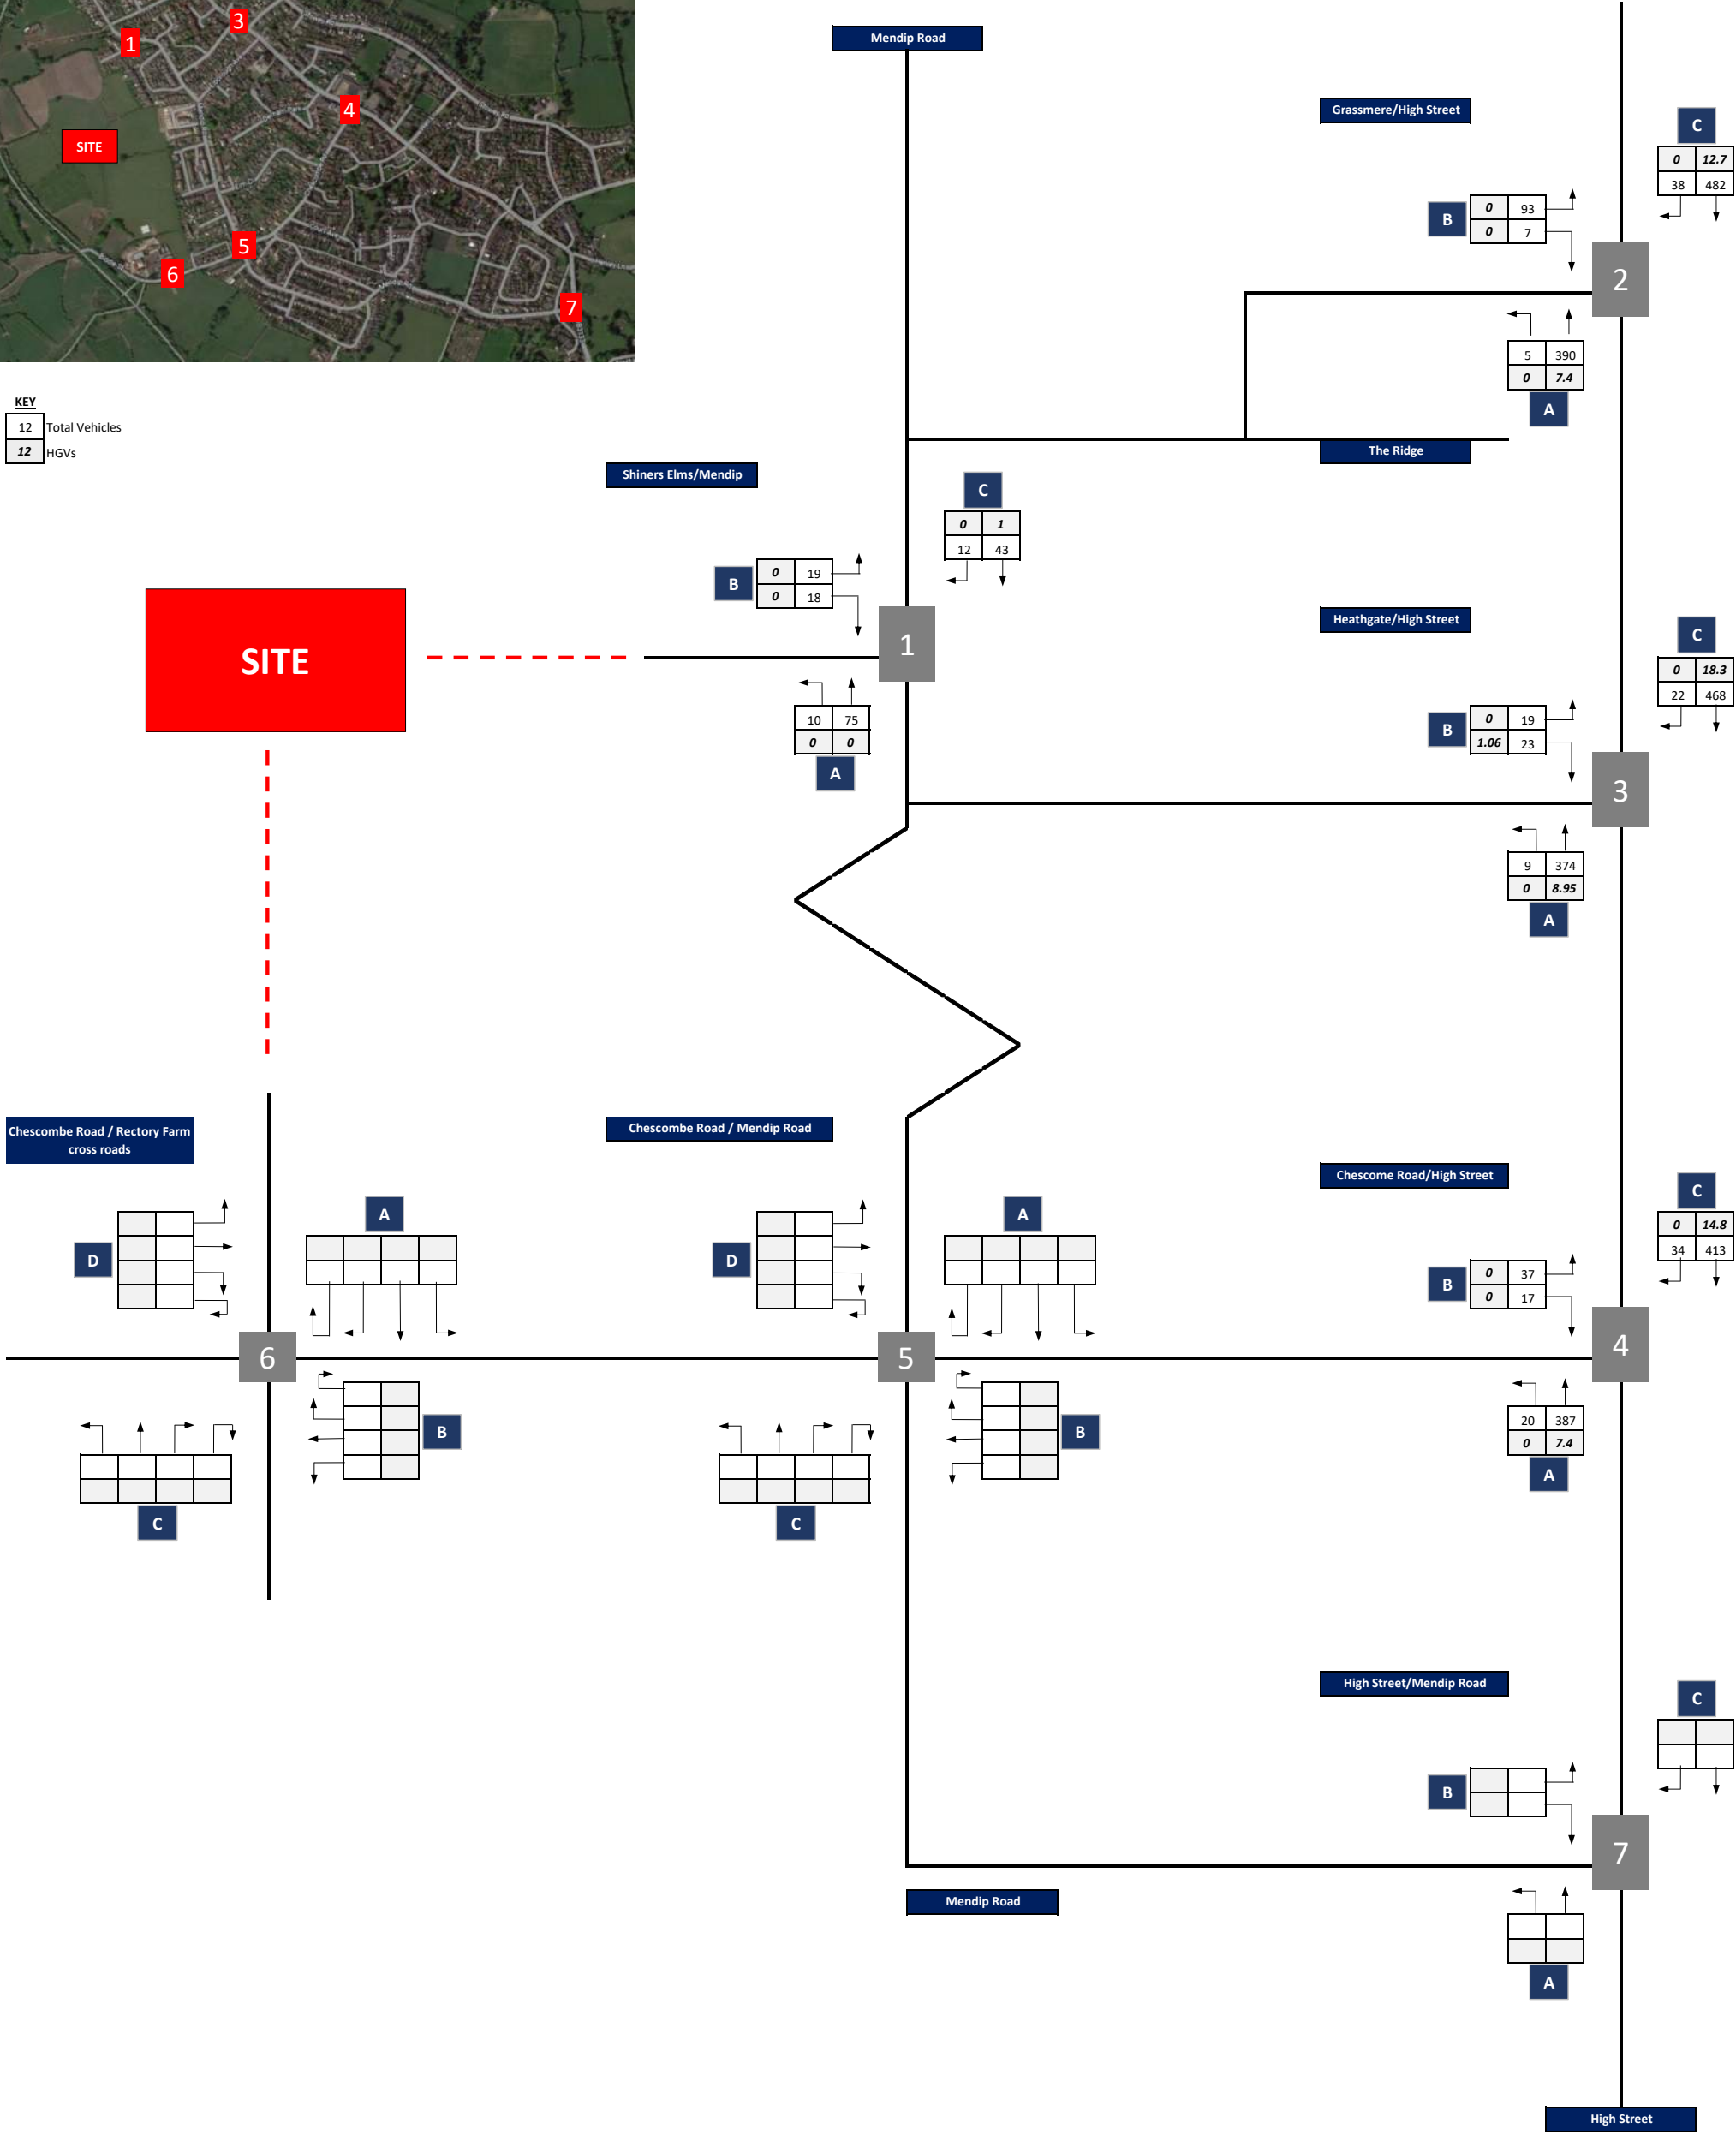 3
1
4
SITE
5
6
7
Mendip Road
Grassmere/High Street
C
0 12.7
38 482
B
0 93
0 7
2
5 390
0 7.4
A
KEY
12 Total Vehicles
12 HGVs
The Ridge
Shiners Elms/Mendip
C
0 1
12 43
B
0 19
0 18
1
SITE
10 75
0 0
A
Heathgate/High Street
C
0 18.3
22 468
B
0 19
1.06 23
3
9 374
0 8.95
A
Chescombe Road / Rectory Farm
cross roads
Chescombe Road / Mendip Road
Chescome Road/High Street
C
0 14.8
34 413
A
D
A
D
B
0 37
0 17
6
5
4
B
C
B
C
20 387
0 7.4
A
High Street/Mendip Road
C
B
7
Mendip Road
A
High Street